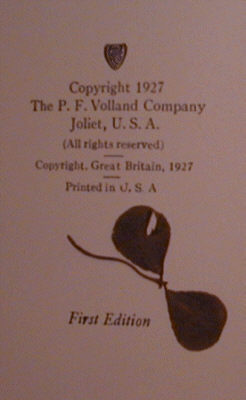 Copyright 1927
The P. F. Volland Company
Joliet, U. S. A.
(All rights reserved)
Copyright, Great Britain, 1927
Printed in U. S. A
First Edition